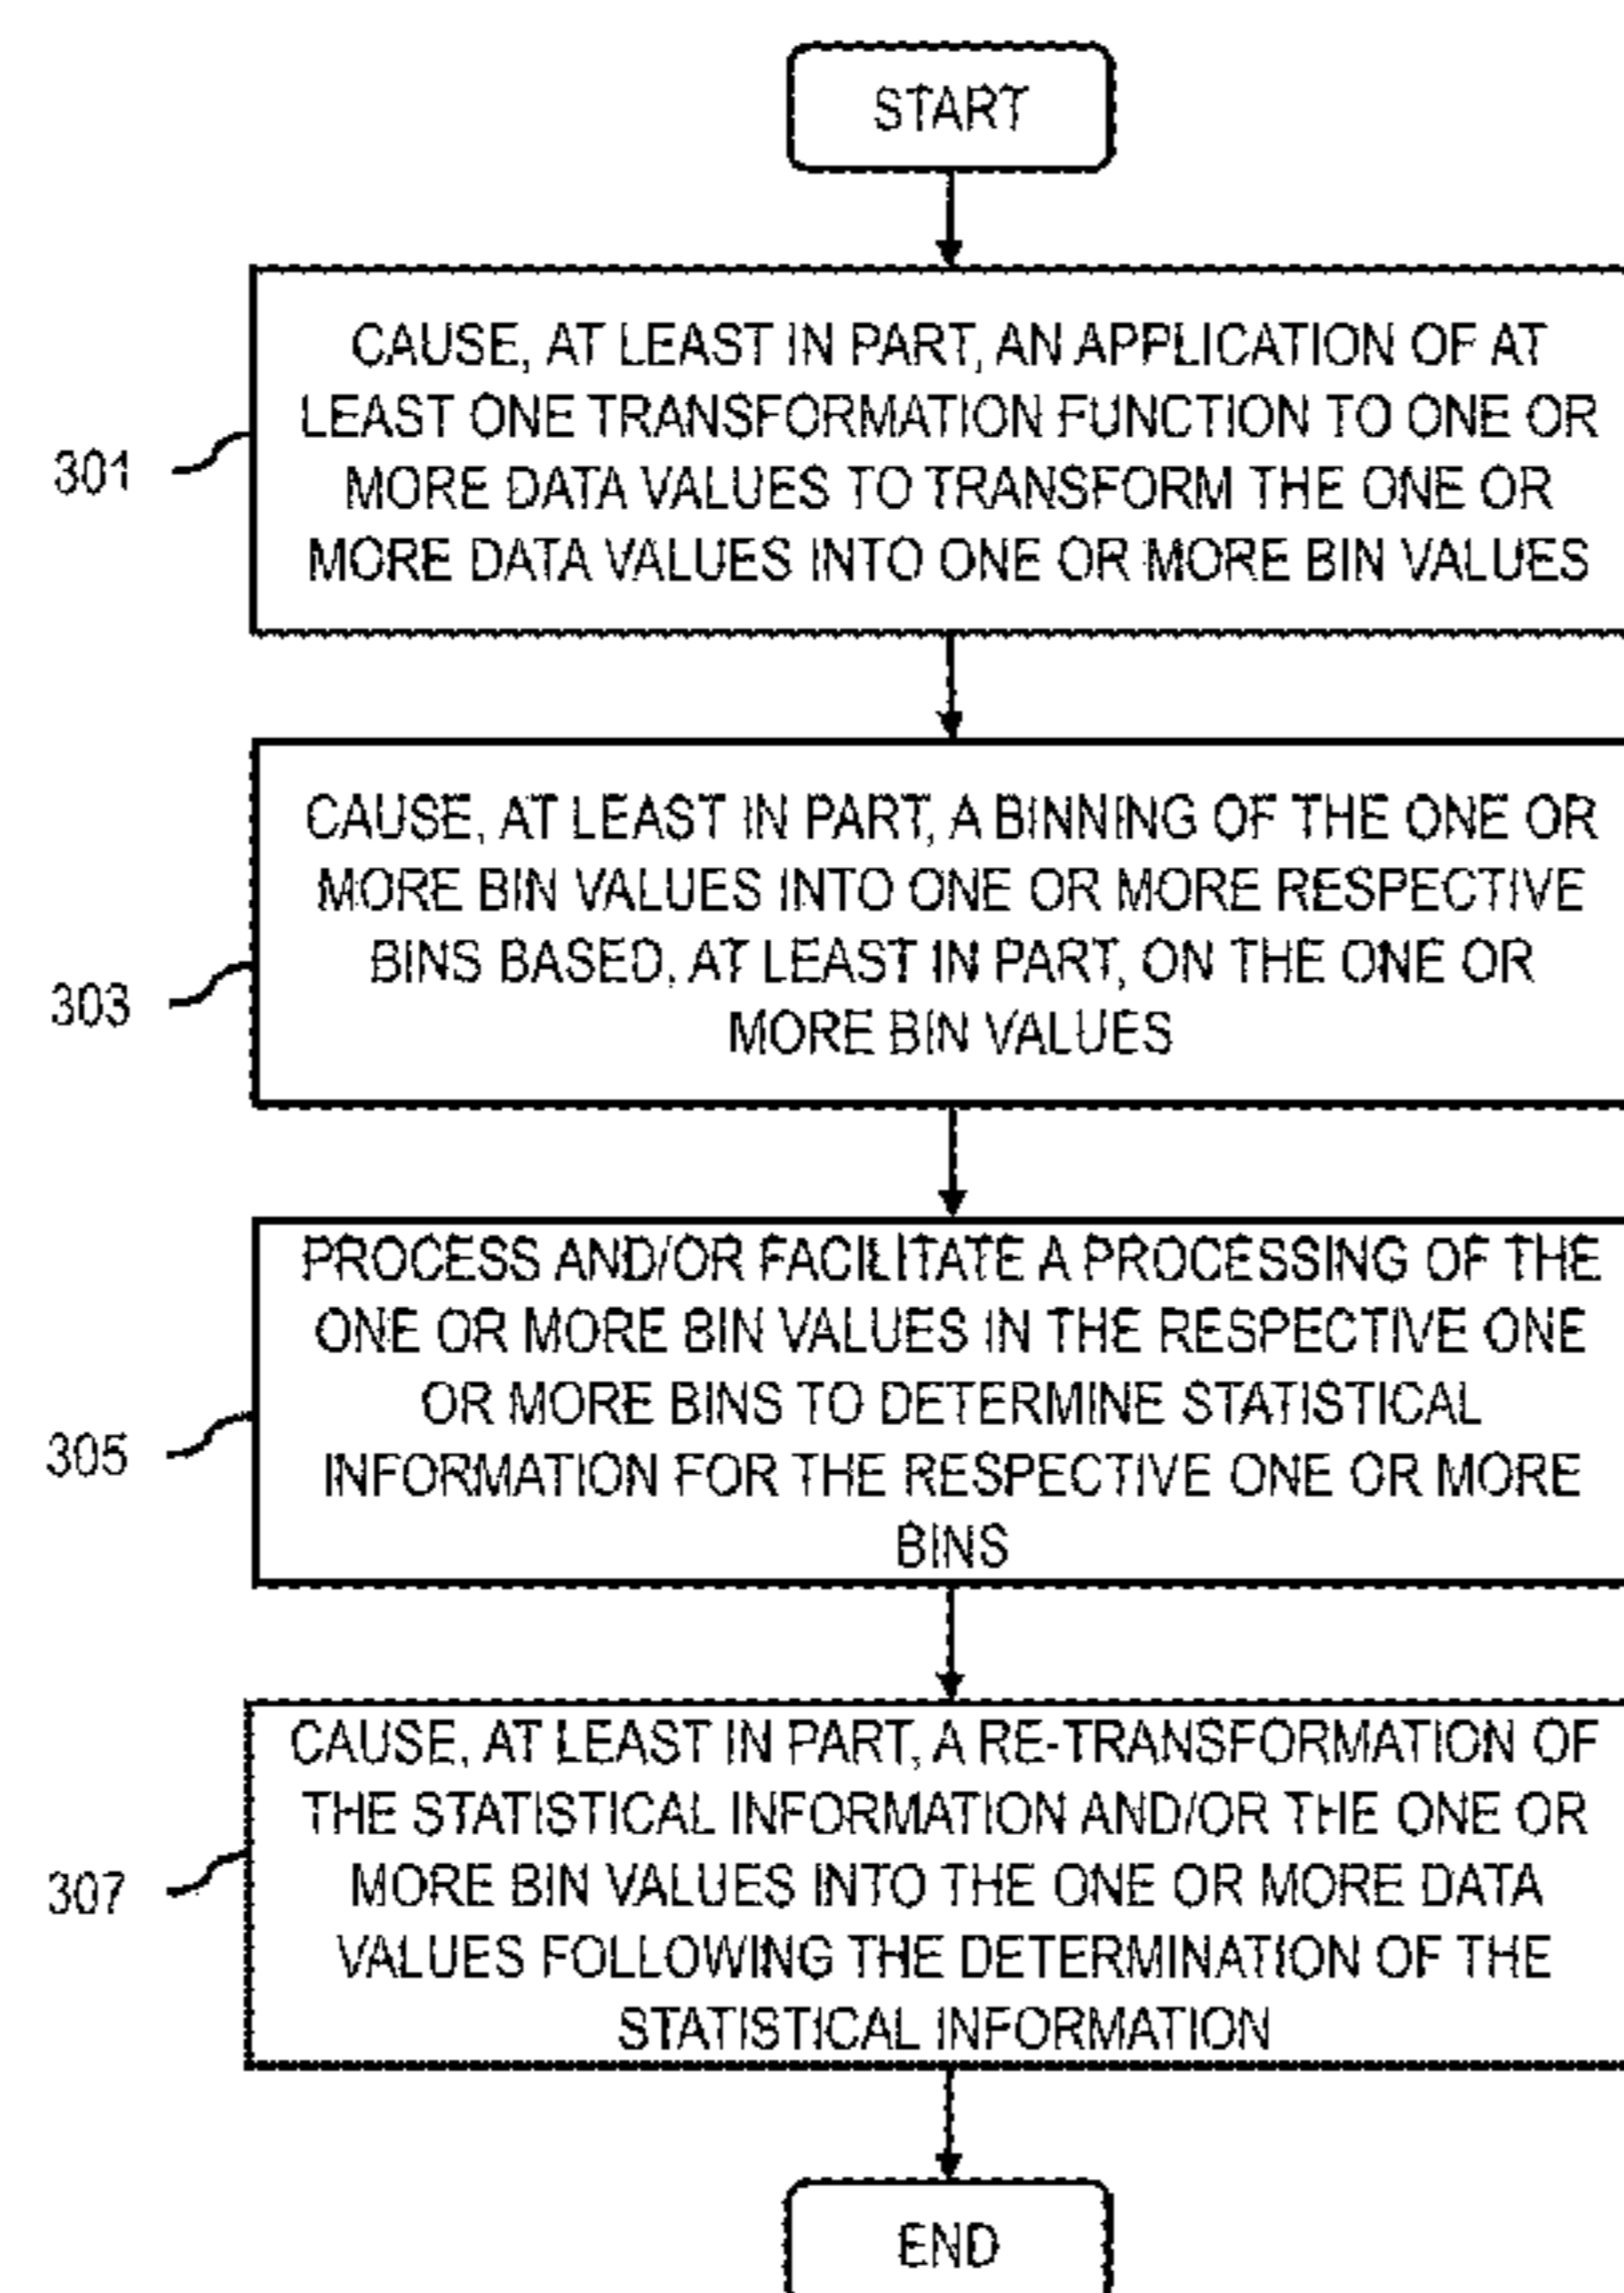 START
CAUSE, AT LEAST IN PART, AN APPLICATION OF AT
LEAST ONE TRANSFORMATION FUNCTION TO ONE OR
MORE DATA VALUES TO TRANSFORM THE ONE OR
MORE DATA VALUES INTO ONE OR MORE BIN VALUES
301
CAUSE, AT LEAST IN PART, A BINNING OF THE ONE OR
MORE BIN VALUES INTO ONE OR MORE RESPECTIVE
BINS BASED, AT LEAST IN PART, ON THE ONE OR
MORE BIN VALUES
303
PROCESS AND/OR FACILITATE A PROCESSING OF THE
ONE OR MORE BIN VALUES IN THE RESPECTIVE ONE
OR MORE BINS TO DETERMINE STATISTICAL
INFORMATION FOR THE RESPECTIVE ONE OR MORE
BINS
305
CAUSE, AT LEAST IN PART, A RE-TRANSFORMATION OF
THE STATISTICAL INFORMATION AND/OR THE ONE OR
MORE BIN VALUES INTO THE ONE OR MORE DATA
VALUES FOLLOWING THE DETERMINATION OF THE
STATISTICAL INFORMATION
307
END